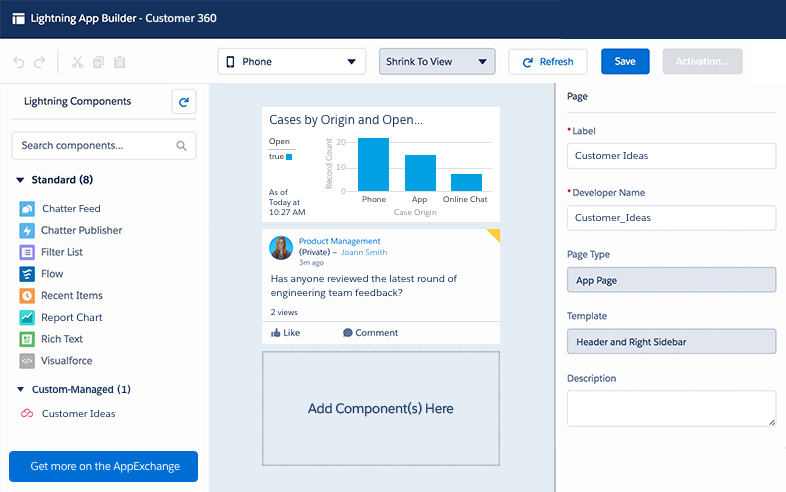 Lightning App Builder - Customer 360
Phone
Shrink To View
Refresh
Save
Activation...
Lightning Components
Search components...
Standard (8)
Chatter Feed
Chatter Publisher
Filter List
Flow
Recent Items
Report Chart
Rich Text
Visualforce
Custom-Managed (1)
Customer Ideas
Get more on the AppExchange
Cases by Origin and Open...
Open
true
As of
Today at
10:27 AM
Record Count
20
10
0
Phone
App
Online Chat
Case Origin
Product Management
(Private) – Joann Smith
3m ago
Has anyone reviewed the latest round of
engineering team feedback?
2 views
Like
Comment
Add Component(s) Here
Page
*Label
Customer Ideas
*Developer Name
Customer_Ideas
Page Type
App Page
Template
Header and Right Sidebar
Description